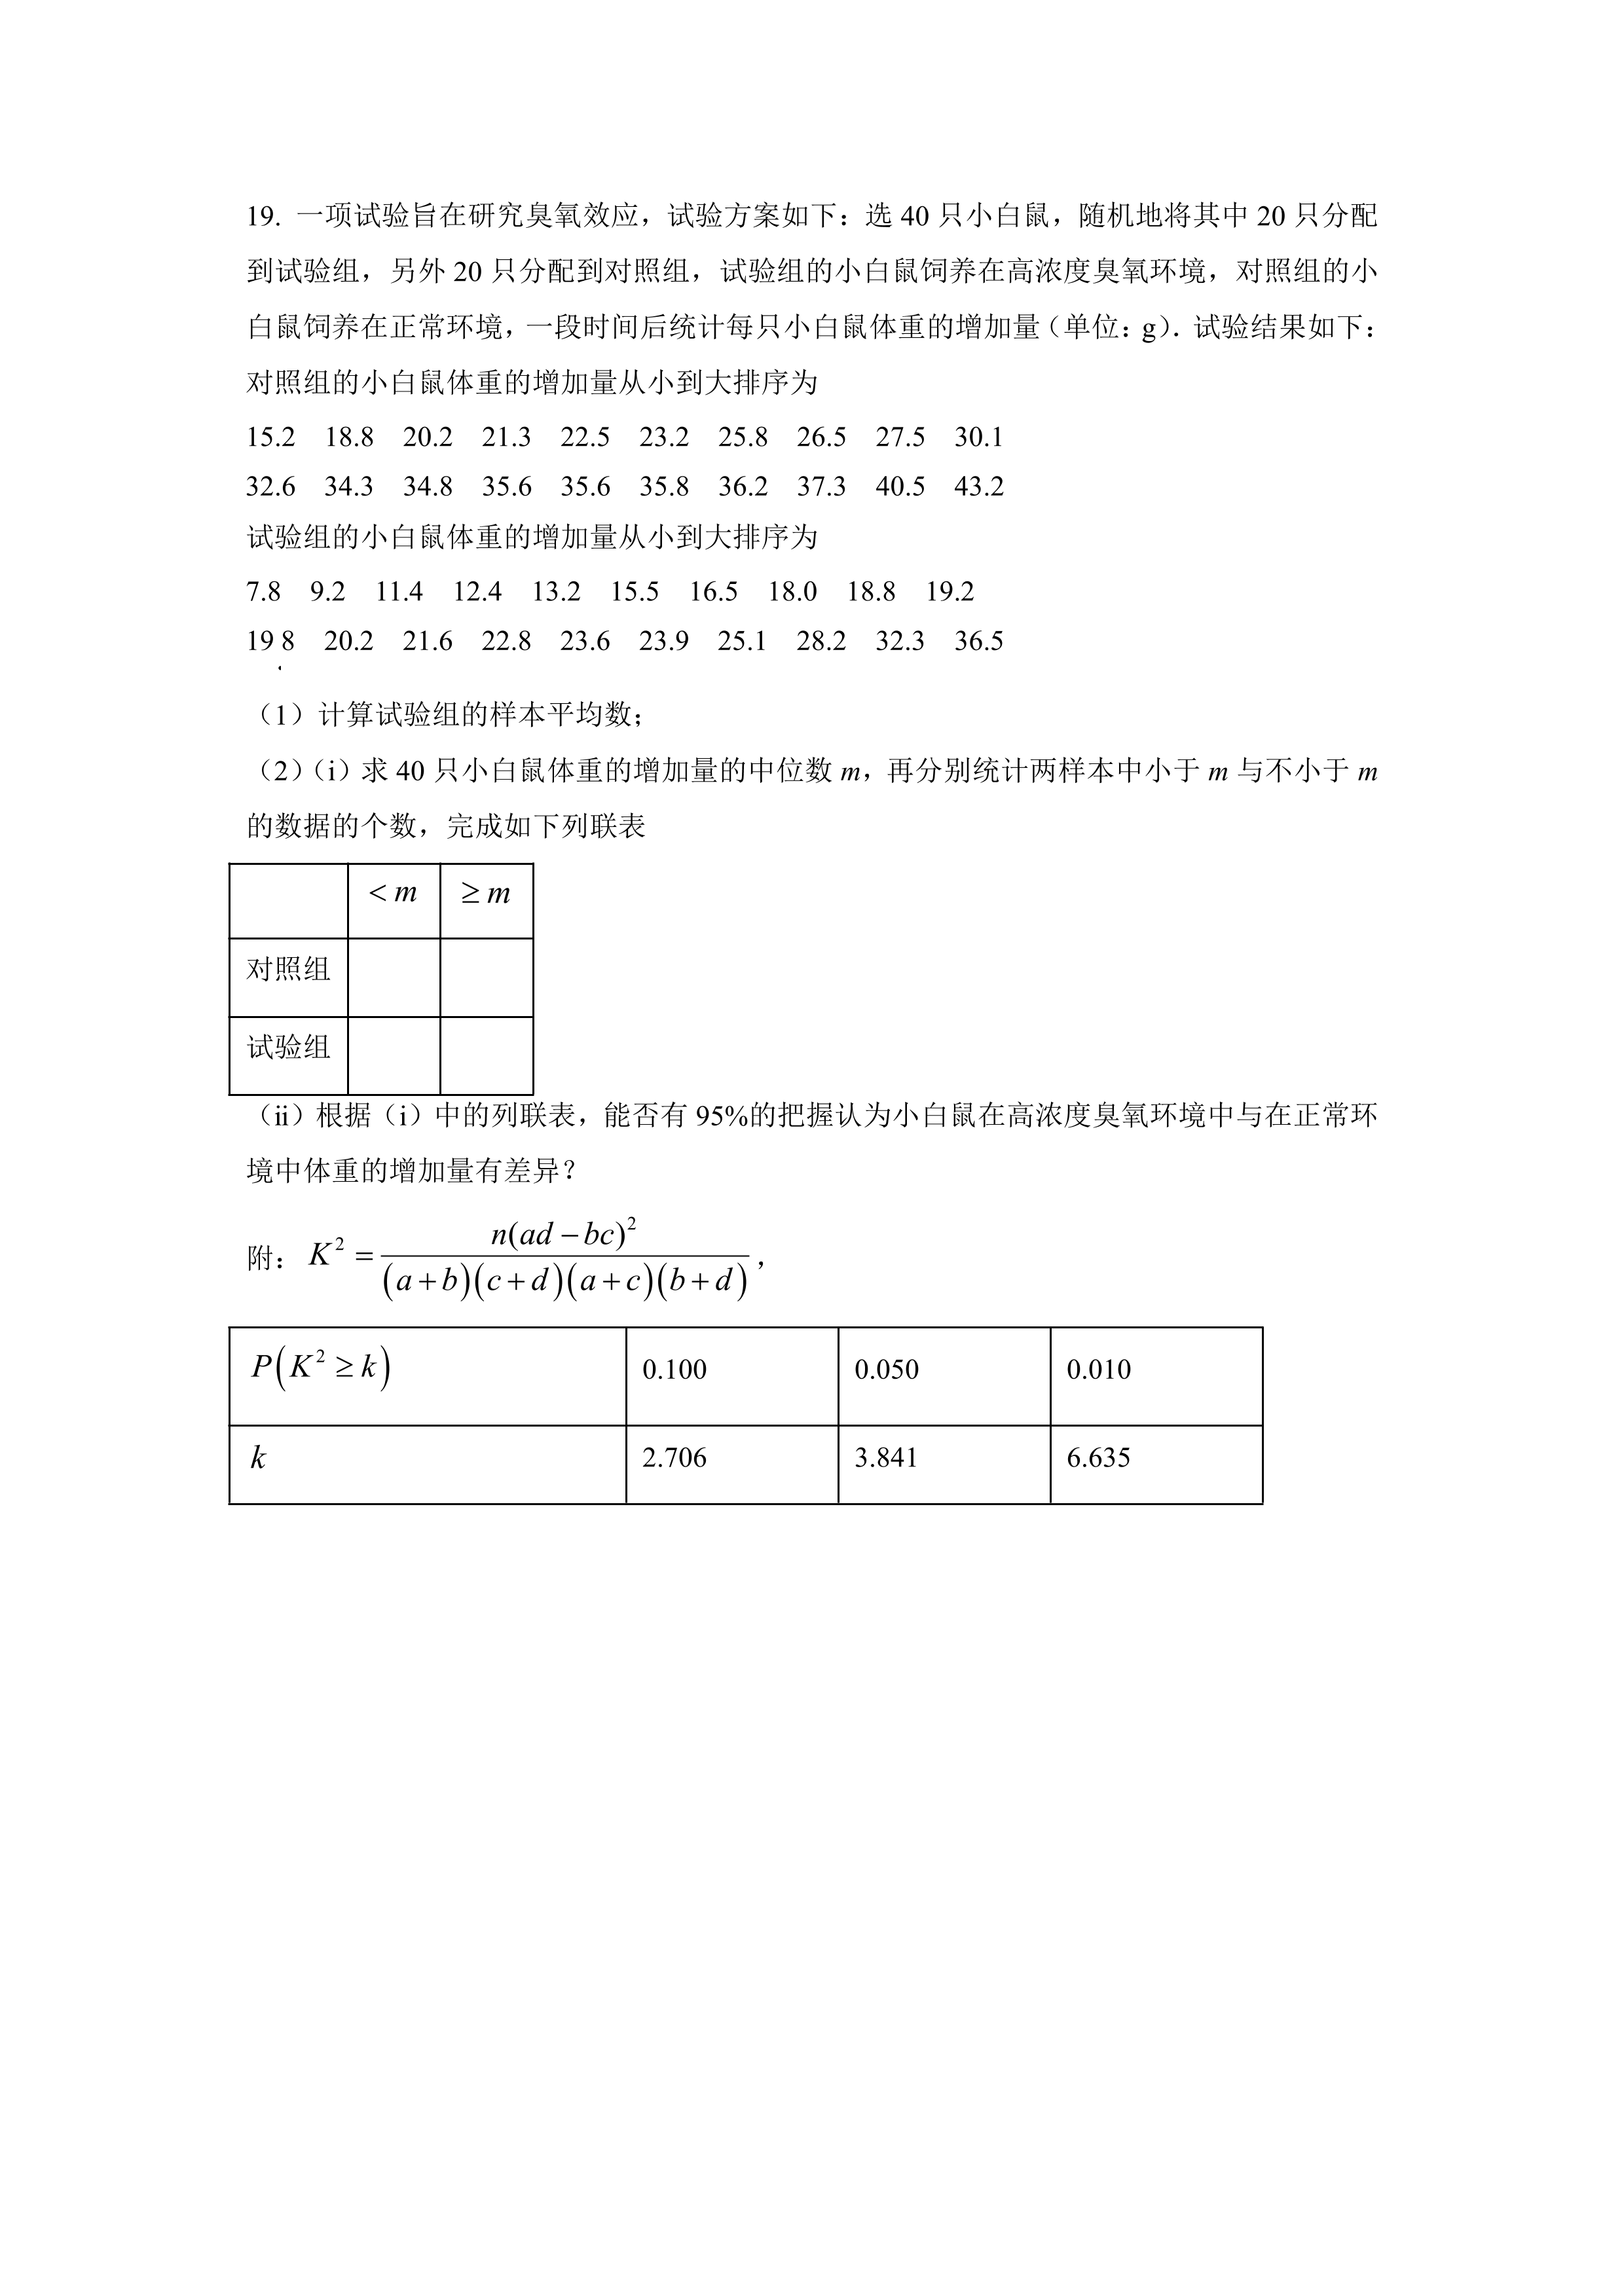 19. 一项试验旨在研究臭氧效应，试验方案如下：选 40 只小白鼠，随机地将其中 20 只分配
到试验组，另外 20 只分配到对照组，试验组的小白鼠饲养在高浓度臭氧环境，对照组的小
白鼠饲养在正常环境，一段时间后统计每只小白鼠体重的增加量（单位：g）．试验结果如下：
对照组的小白鼠体重的增加量从小到大排序为
15.2 18.8 20.2 21.3 22.5 23.2 25.8 26.5 27.5 30.1
32.6 34.3 34.8 35.6 35.6 35.8 36.2 37.3 40.5 43.2
试验组的小白鼠体重的增加量从小到大排序为
7.8 9.2 11.4 12.4 13.2 15.5 16.5 18.0 18.8 19.2
19.8 20.2 21.6 22.8 23.6 23.9 25.1 28.2 32.3 36.5
（1）计算试验组的样本平均数；
（2）（i）求 40 只小白鼠体重的增加量的中位数 m，再分别统计两样本中小于 m 与不小于 m
的数据的个数，完成如下列联表
< m ≥ m
对照组
试验组
（ii）根据（i）中的列联表，能否有 95%的把握认为小白鼠在高浓度臭氧环境中与在正常环
境中体重的增加量有差异？
附：K² = n(ad − bc)² / (a + b)(c + d)(a + c)(b + d)，
P(K² ≥ k) 0.100 0.050 0.010
k 2.706 3.841 6.635